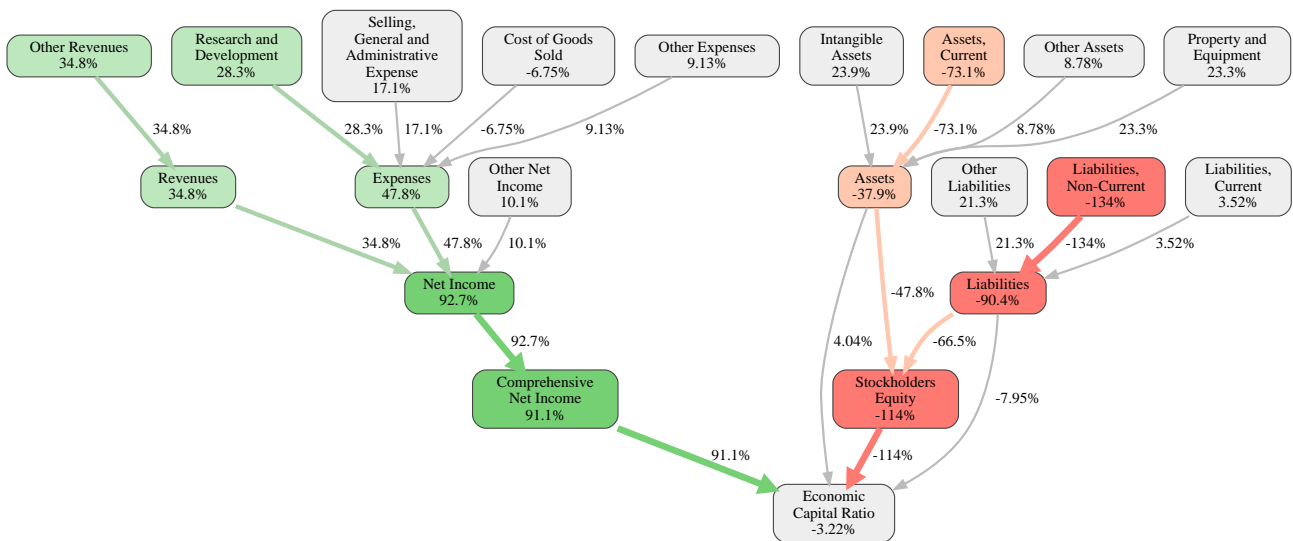 Other Revenues
34.8%
Research and
Development
28.3%
Selling,
General and
Administrative
Expense
17.1%
Cost of Goods
Sold
-6.75%
Other Expenses
9.13%
Intangible
Assets
23.9%
Assets,
Current
-73.1%
Other Assets
8.78%
Property and
Equipment
23.3%
34.8%
28.3%
17.1%
-6.75%
9.13%
23.9%
-73.1%
8.78%
23.3%
Revenues
34.8%
Expenses
47.8%
Other Net
Income
10.1%
Assets
-37.9%
Other
Liabilities
21.3%
Liabilities,
Non-Current
-134%
Liabilities,
Current
3.52%
34.8%
47.8%
10.1%
21.3%
-134%
3.52%
Net Income
92.7%
-47.8%
Liabilities
-90.4%
92.7%
4.04%
-66.5%
Comprehensive
Net Income
91.1%
Stockholders
Equity
-114%
-7.95%
91.1%
-114%
Economic
Capital Ratio
-3.22%